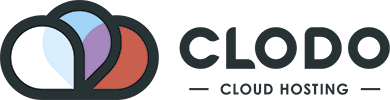 CLODO
— CLOUD HOSTING —